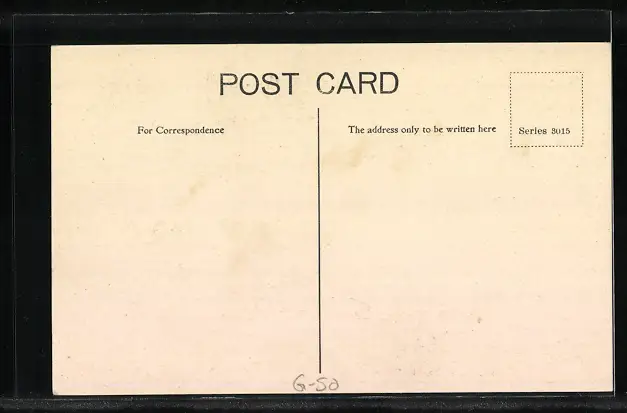 POST CARD
For Correspondence
The address only to be written here
Series 3015
G-50